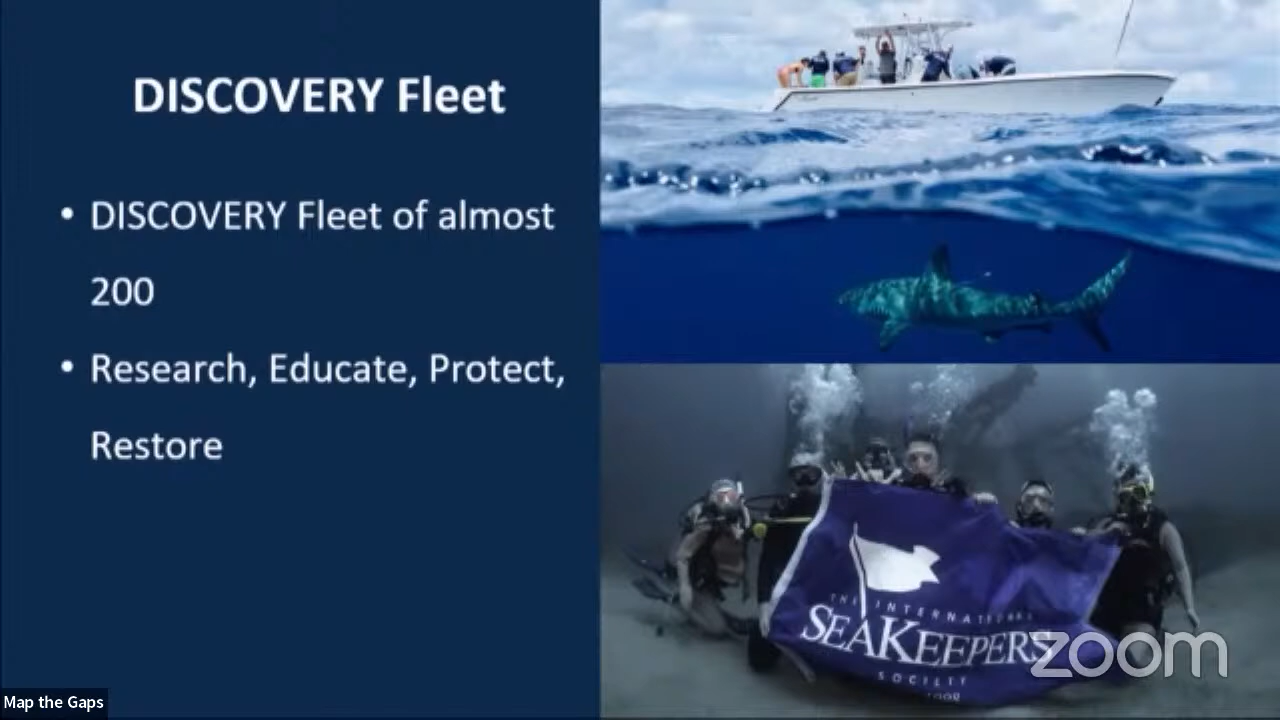 DISCOVERY Fleet
• DISCOVERY Fleet of almost
200
• Research, Educate, Protect,
Restore
THE INTERNATIONAL
SEAKEEPERS
SOCIETY
zoom
Map the Gaps